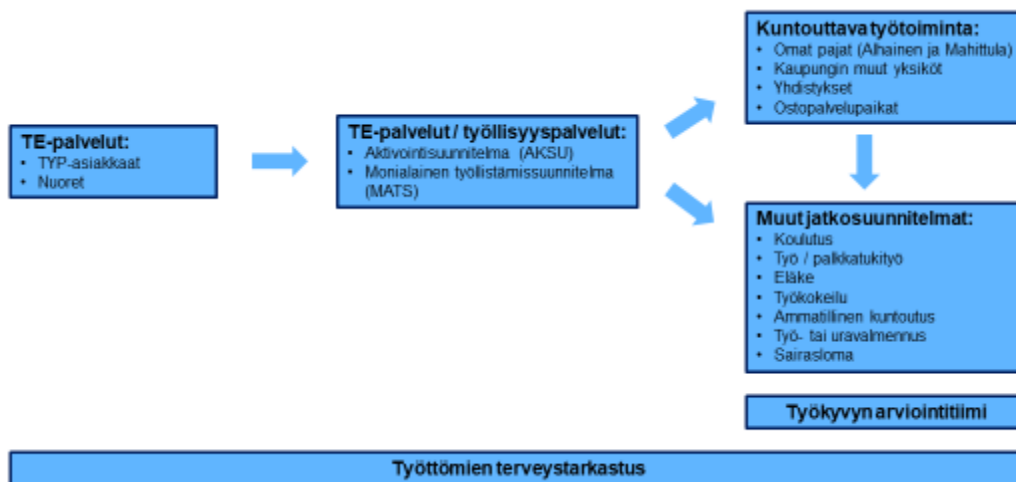 Kuntouttava työtoiminta:
• Omat pajat (Alhainen ja Mahittula)
• Kaupungin muut yksiköt
• Yhdistykset
• Ostopalvelupaikat
TE-palvelut:
• TYP-asiakkaat
• Nuoret
TE-palvelut / työllisyyspalvelut:
• Aktivointisuunnitelma (AKSU)
• Monialainen työllistämissuunnitelma
(MATS)
Muut jatkosuunnitelmat:
• Koulutus
• Työ / palkkatukityö
• Eläke
• Työkokeilu
• Ammatillinen kuntoutus
• Työ- tai uravalmennus
• Sairasloma
Työkyvyn arviointitiimi
Työttömien terveystarkastus